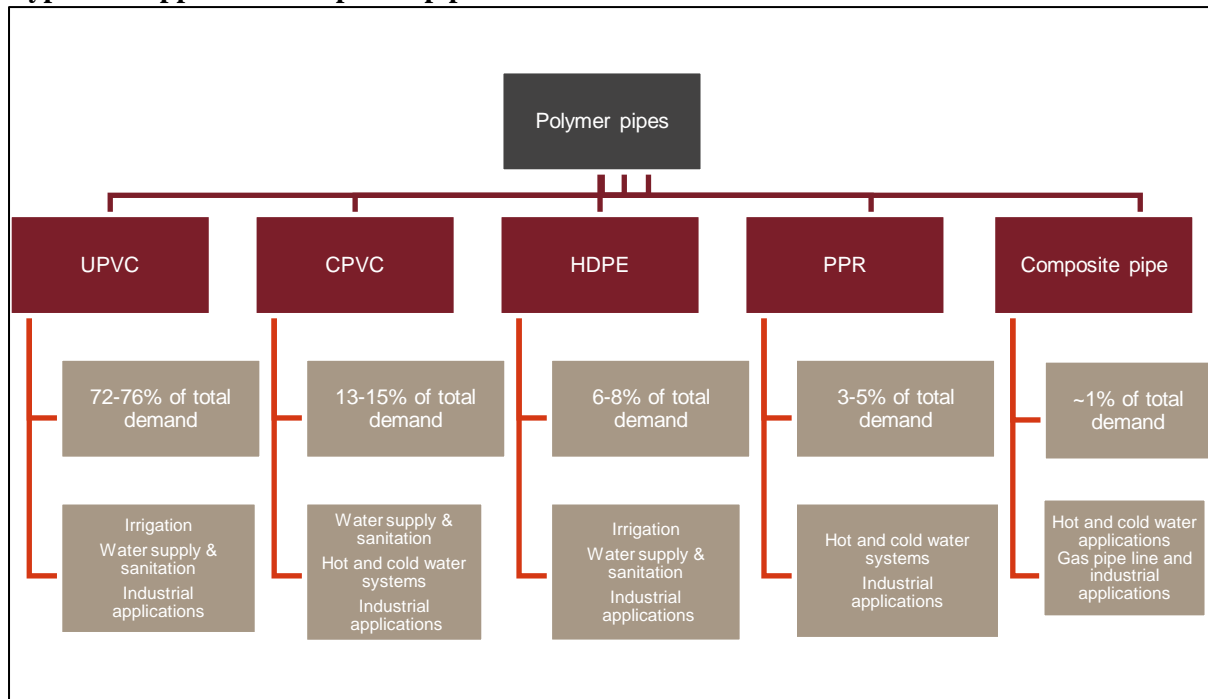 Polymer pipes
UPVC
CPVC
HDPE
PPR
Composite pipe
72-76% of total
demand
13-15% of total
demand
6-8% of total
demand
3-5% of total
demand
~1% of total
demand
Irrigation
Water supply &
sanitation
Industrial
applications
Water supply &
sanitation
Hot and cold water
systems
Industrial
applications
Irrigation
Water supply &
sanitation
Industrial
applications
Hot and cold water
systems
Industrial
applications
Hot and cold water
applications
Gas pipe line and
industrial
applications